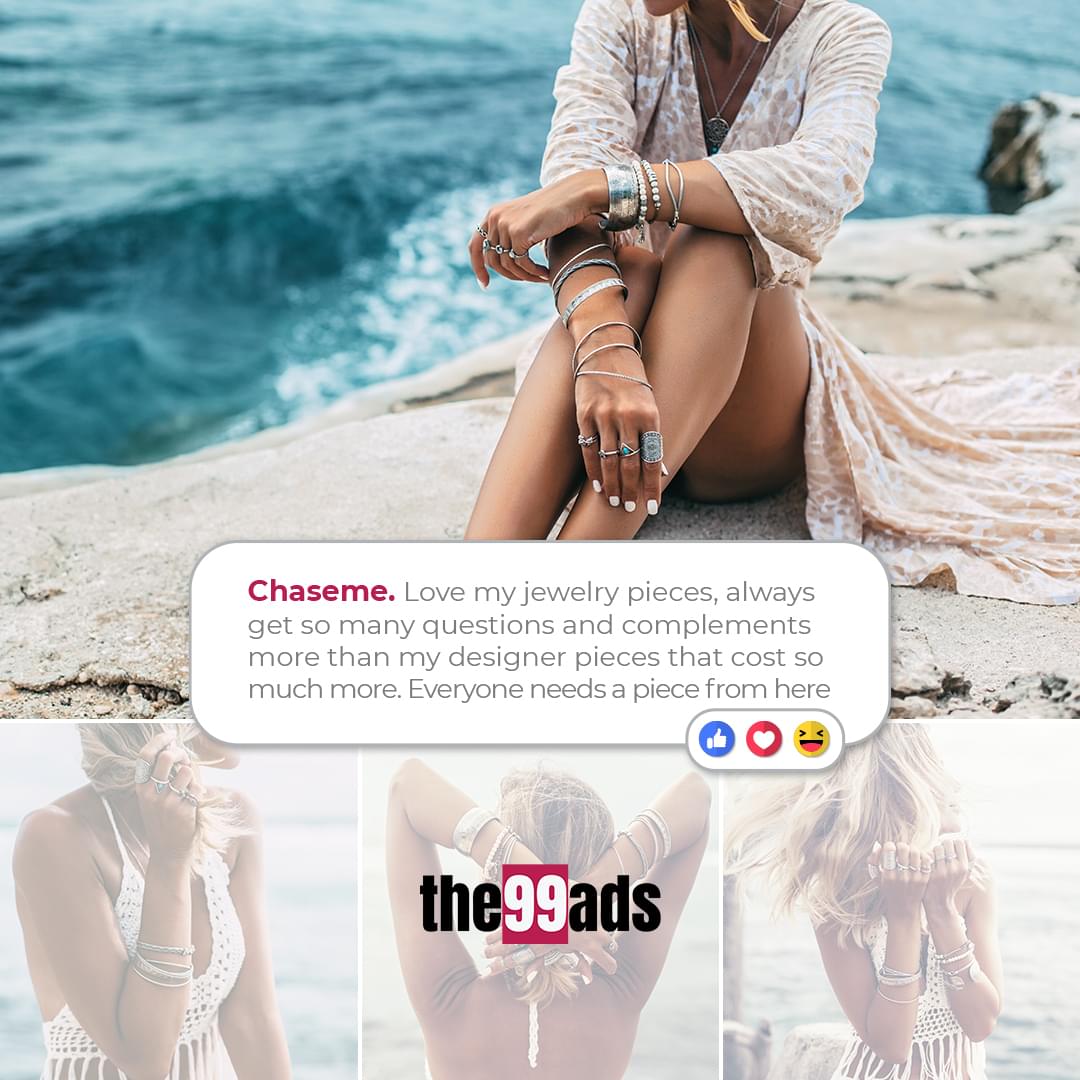 Chaseme. Love my jewelry pieces, always
get so many questions and complements
more than my designer pieces that cost so
much more. Everyone needs a piece from here
the99ads